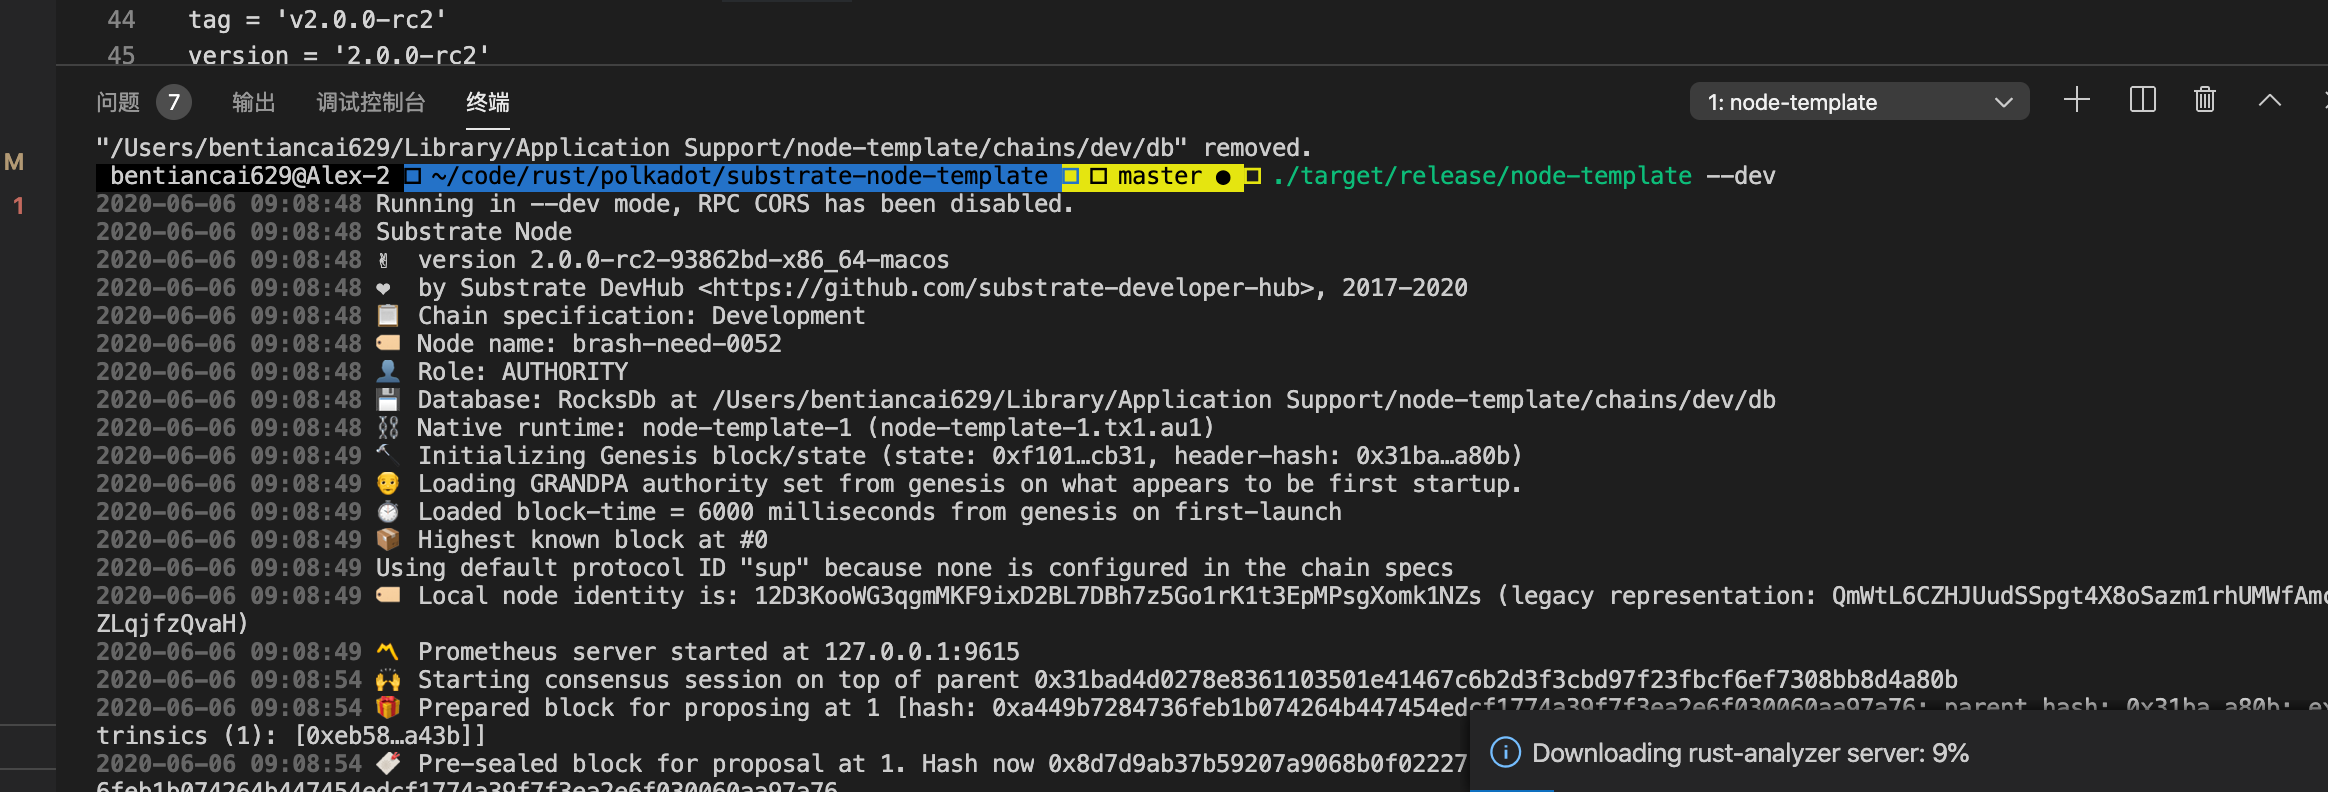 44 tag = 'v2.0.0-rc2'
45 version = '2.0.0-rc2'
问题 7 输出 调试控制台 终端 1: node-template
"/Users/bentiancai629/Library/Application Support/node-template/chains/dev/db" removed.
M
bentiancai629@Alex-2 ~/code/rust/polkadot/substrate-node-template master ● ./target/release/node-template --dev
1
2020-06-06 09:08:48 Running in --dev mode, RPC CORS has been disabled.
2020-06-06 09:08:48 Substrate Node
2020-06-06 09:08:48 ✌ version 2.0.0-rc2-93862bd-x86_64-macos
2020-06-06 09:08:48 ❤ by Substrate DevHub <https://github.com/substrate-developer-hub>, 2017-2020
2020-06-06 09:08:48 📋 Chain specification: Development
2020-06-06 09:08:48 🏷 Node name: brash-need-0052
2020-06-06 09:08:48 👤 Role: AUTHORITY
2020-06-06 09:08:48 💾 Database: RocksDb at /Users/bentiancai629/Library/Application Support/node-template/chains/dev/db
2020-06-06 09:08:48 ⛓ Native runtime: node-template-1 (node-template-1.tx1.au1)
2020-06-06 09:08:49 🔨 Initializing Genesis block/state (state: 0xf101…cb31, header-hash: 0x31ba…a80b)
2020-06-06 09:08:49 👴 Loading GRANDPA authority set from genesis on what appears to be first startup.
2020-06-06 09:08:49 ⏱ Loaded block-time = 6000 milliseconds from genesis on first-launch
2020-06-06 09:08:49 📦 Highest known block at #0
2020-06-06 09:08:49 Using default protocol ID "sup" because none is configured in the chain specs
2020-06-06 09:08:49 🏷 Local node identity is: 12D3KooWG3qgmMKF9ixD2BL7DBh7z5Go1rK1t3EpMPsgXomk1NZs (legacy representation: QmWtL6CZHJUudSSpgt4X8oSazm1rhUMWfAmc
ZLqjfzQvaH)
2020-06-06 09:08:49 〽 Prometheus server started at 127.0.0.1:9615
2020-06-06 09:08:54 🙌 Starting consensus session on top of parent 0x31bad4d0278e8361103501e41467c6b2d3f3cbd97f23fbcf6ef7308bb8d4a80b
2020-06-06 09:08:54 🎁 Prepared block for proposing at 1 [hash: 0xa449b7284736feb1b074264b447454edcf1774a39f7f3ea2e6f030060aa97a76; parent_hash: 0x31ba…a80b; ex
trinsics (1): [0xeb58…a43b]]
2020-06-06 09:08:54 🔖 Pre-sealed block for proposal at 1. Hash now 0x8d7d9ab37b59207a9068b0f02227
6feb1b074264b447454edcf1774a39f7f3ea2e6f030060aa97a76
Downloading rust-analyzer server: 9%